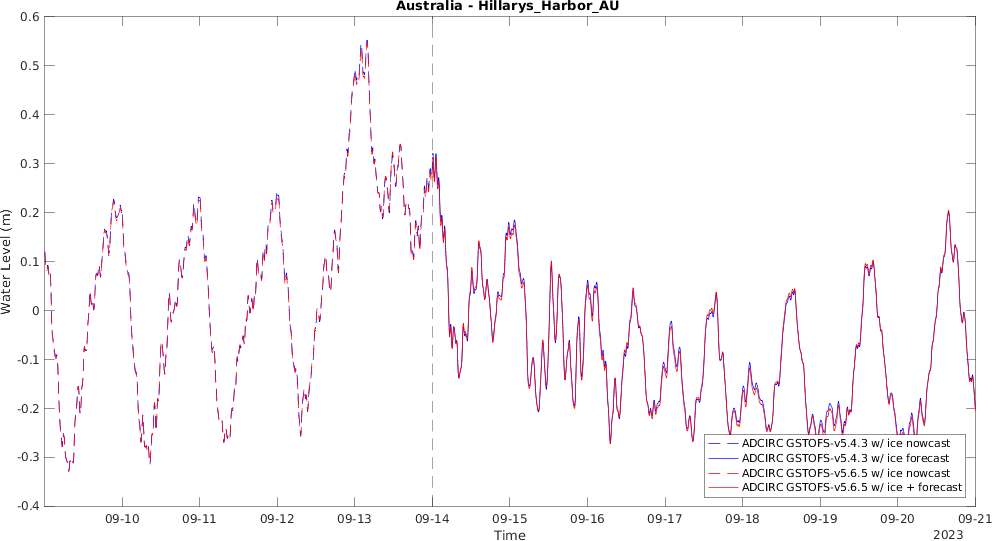 Australia - Hillarys_Harbor_AU
0.6
0.5
0.4
0.3
0.2
0.1
0
-0.1
-0.2
-0.3
-0.4
Water Level (m)
ADCIRC GSTOFS-v5.4.3 w/ ice nowcast
ADCIRC GSTOFS-v5.4.3 w/ ice forecast
ADCIRC GSTOFS-v5.6.5 w/ ice nowcast
ADCIRC GSTOFS-v5.6.5 w/ ice + forecast
09-10 09-11 09-12 09-13 09-14 09-15 09-16 09-17 09-18 09-19 09-20 09-21
Time
2023